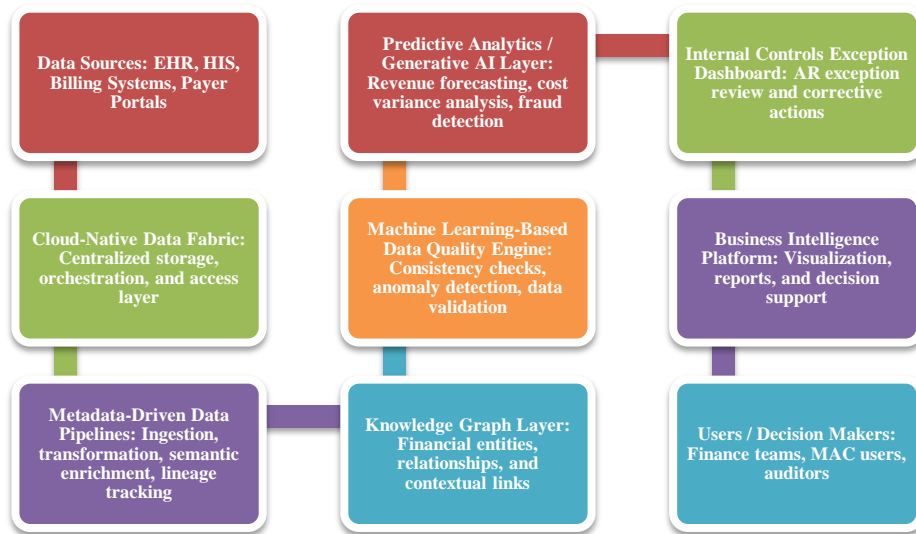 Data Sources: EHR, HIS,
Billing Systems, Payer
Portals
Cloud-Native Data Fabric:
Centralized storage,
orchestration, and access
layer
Metadata-Driven Data
Pipelines: Ingestion,
transformation, semantic
enrichment, lineage
tracking
Knowledge Graph Layer:
Financial entities,
relationships, and
contextual links
Machine Learning-Based
Data Quality Engine:
Consistency checks,
anomaly detection, data
validation
Predictive Analytics /
Generative AI Layer:
Revenue forecasting, cost
variance analysis, fraud
detection
Internal Controls Exception
Dashboard: AR exception
review and corrective
actions
Business Intelligence
Platform: Visualization,
reports, and decision
support
Users / Decision Makers:
Finance teams, MAC users,
auditors